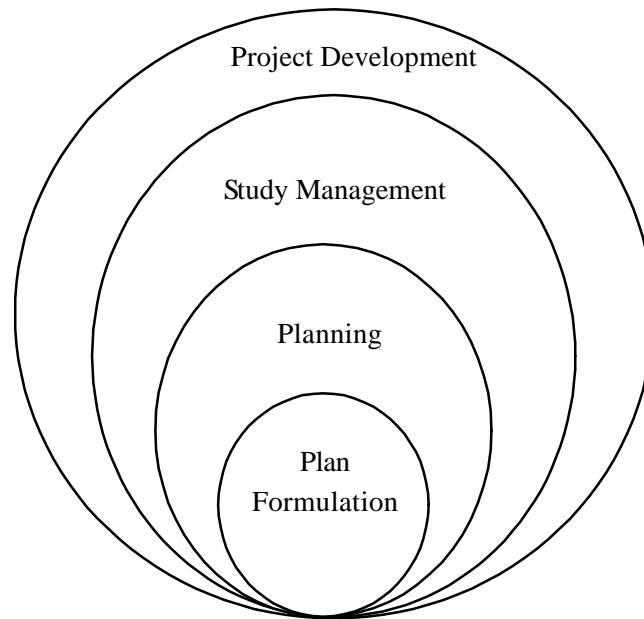 Project Development
Study Management
Planning
Plan
Formulation